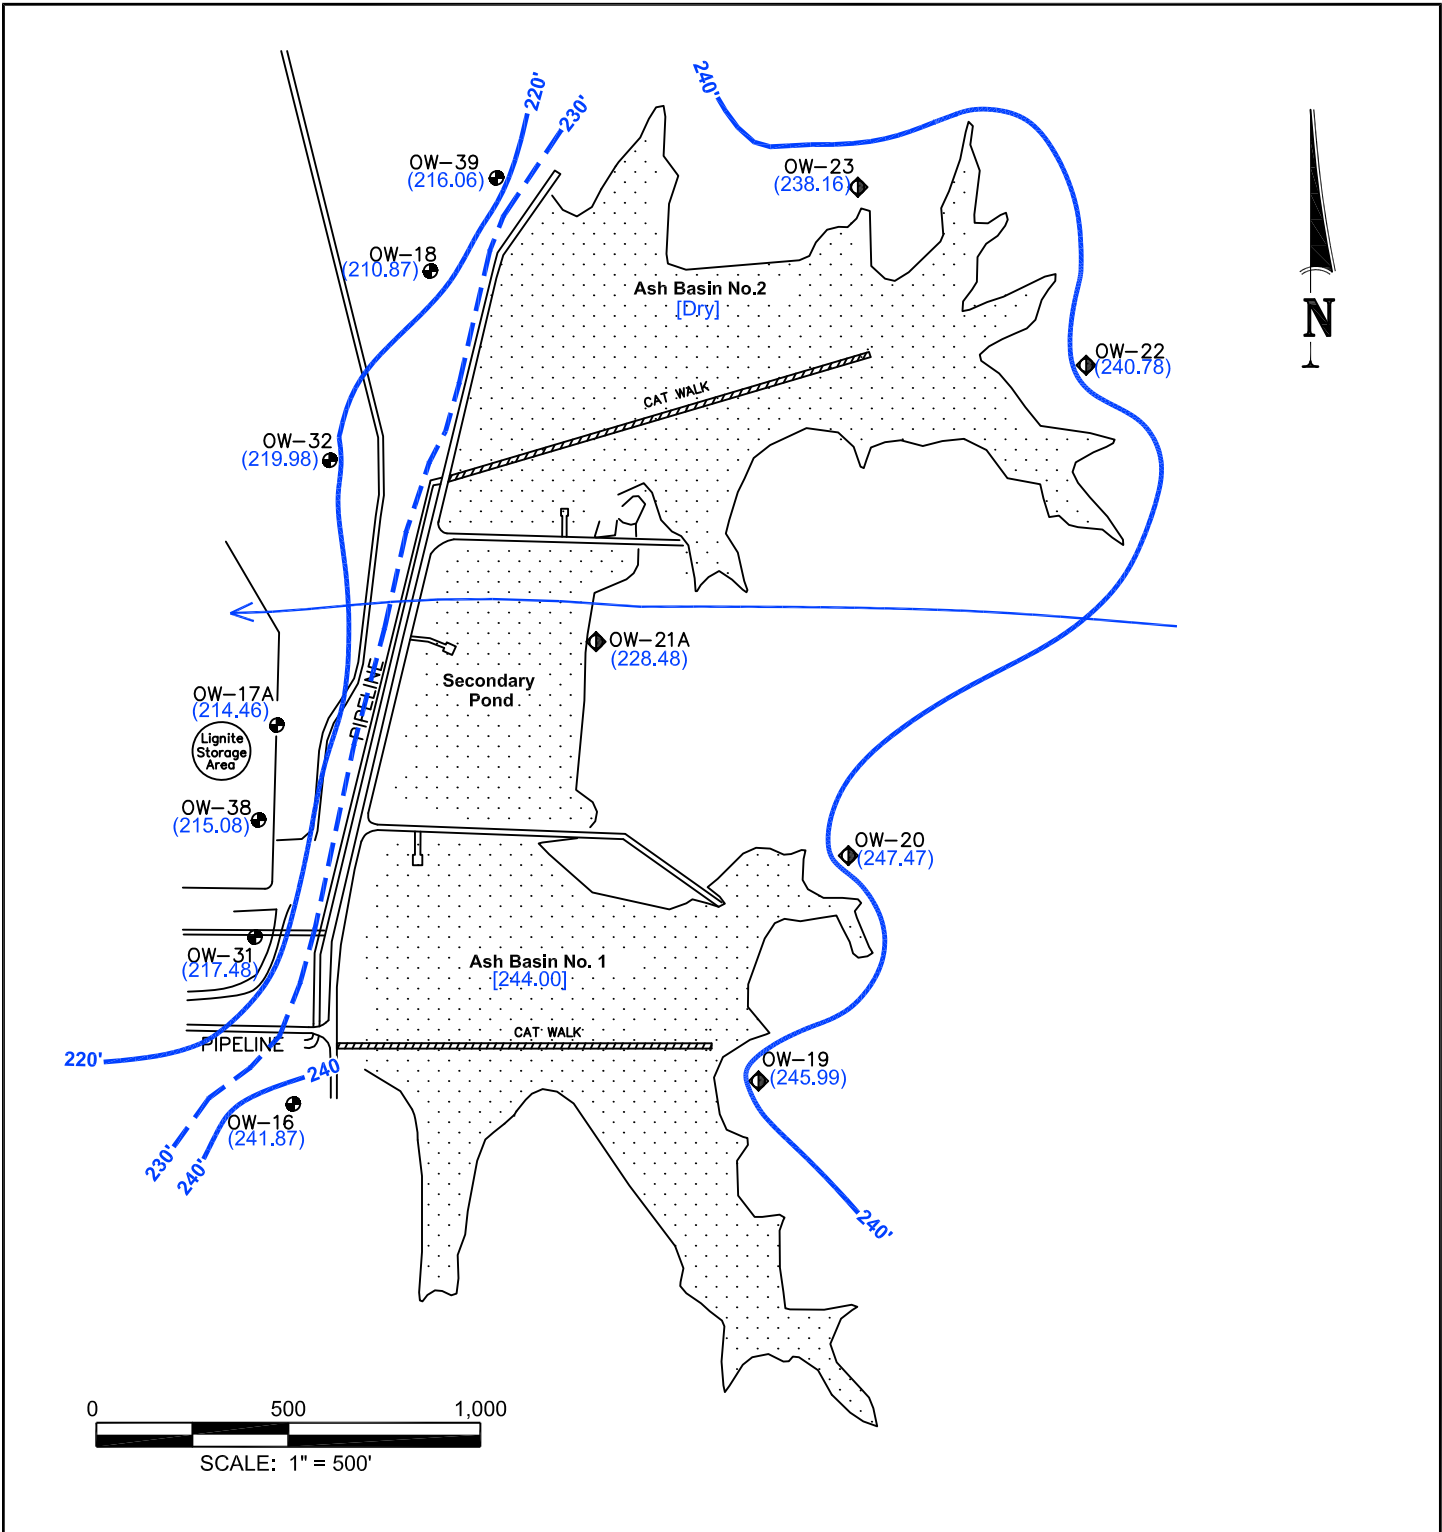 240'
220'
230'
OW-39
(216.06)
OW-23
(238.16)
OW-18
(210.87)
Ash Basin No.2
[Dry]
N
OW-22
(240.78)
CAT WALK
OW-32
(219.98)
OW-21A
(228.48)
Secondary
Pond
PIPELINE
OW-17A
(214.46)
Lignite
Storage
Area
OW-38
(215.08)
OW-20
(247.47)
OW-31
(217.48)
Ash Basin No. 1
[244.00]
CAT WALK
PIPELINE
220'
240
OW-19
(245.99)
OW-16
(241.87)
230'
240'
240'
0 500 1,000
SCALE: 1" = 500'